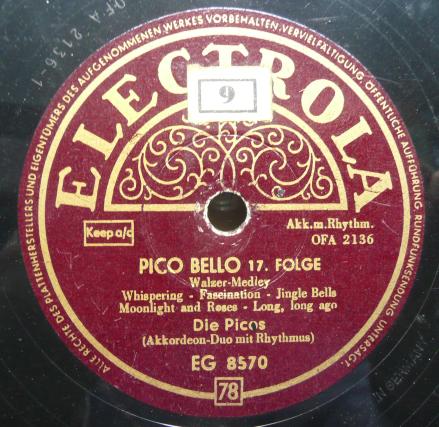 OFA 2136-1
ALLE RECHTE DES PLATTENHERSTELLERS UND EIGENTÜMERS DES AUFGENOMMENEN WERKES VORBEHALTEN. VERVIELFÄLTIGUNG, ÖFFENTLICHE AUFFÜHRUNG, RUNDFUNKSENDUNG UNTERSAGT.
ELECTROLA
9
Keep a/c
Akk.m.Rhythm.
OFA 2136
PICO BELLO 17. FOLGE
Walzer-Medley
Whispering - Fascination - Jingle Bells
Moonlight and Roses - Long, long ago
Die Picos
(Akkordeon-Duo mit Rhythmus)
EG 8570
78
IN GERMANY